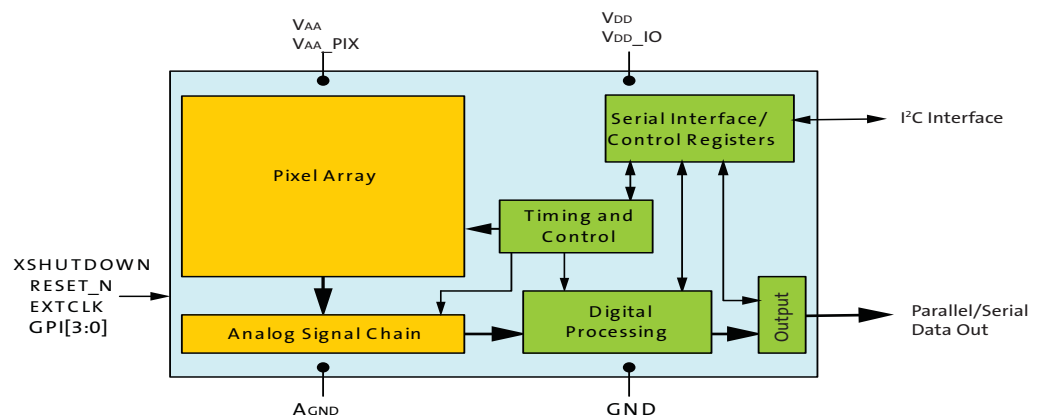 VAA
VAA_PIX
VDD
VDD_IO
Serial Interface/
Control Registers
I²C Interface
Pixel Array
Timing and
Control
XSHUTDOWN
RESET_N
EXTCLK
GPI[3:0]
Analog Signal Chain
Digital
Processing
Output
Parallel/Serial
Data Out
AGND
GND